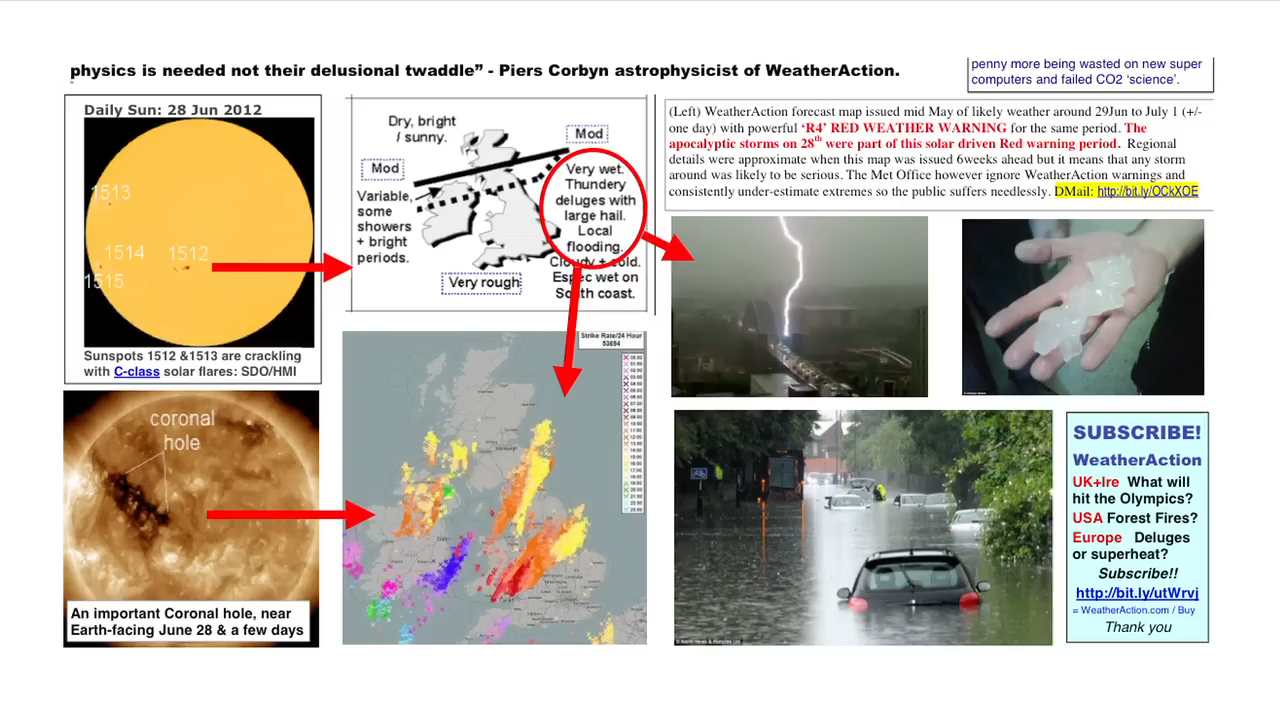 physics is needed not their delusional twaddle” - Piers Corbyn astrophysicist of WeatherAction.
penny more being wasted on new super
computers and failed CO2 ‘science’.
Daily Sun: 28 Jun 2012
1513
1514
1512
1515
Sunspots 1512 &1513 are crackling
with C-class solar flares: SDO/HMI
Dry, bright
/ sunny.
Mod
Mod
Variable,
some
showers
+ bright
periods.
Very wet.
Thundery
deluges with
large hail.
Local
flooding.
Cloudy + cold.
Espec wet on
South coast.
Very rough
(Left) WeatherAction forecast map issued mid May of likely weather around 29Jun to July 1 (+/-
one day) with powerful ‘R4’ RED WEATHER WARNING for the same period. The
apocalyptic storms on 28th were part of this solar driven Red warning period. Regional
details were approximate when this map was issued 6weeks ahead but it means that any storm
around was likely to be serious. The Met Office however ignore WeatherAction warnings and
consistently under-estimate extremes so the public suffers needlessly. DMail: http://bit.ly/OCkXOE
coronal
hole
An important Coronal hole, near
Earth-facing June 28 & a few days
Strike Rate/24 Hour
53694
SUBSCRIBE!
WeatherAction
UK+Ire What will
hit the Olympics?
USA Forest Fires?
Europe Deluges
or superheat?
Subscribe!!
http://bit.ly/utWrvj
= WeatherAction.com / Buy
Thank you